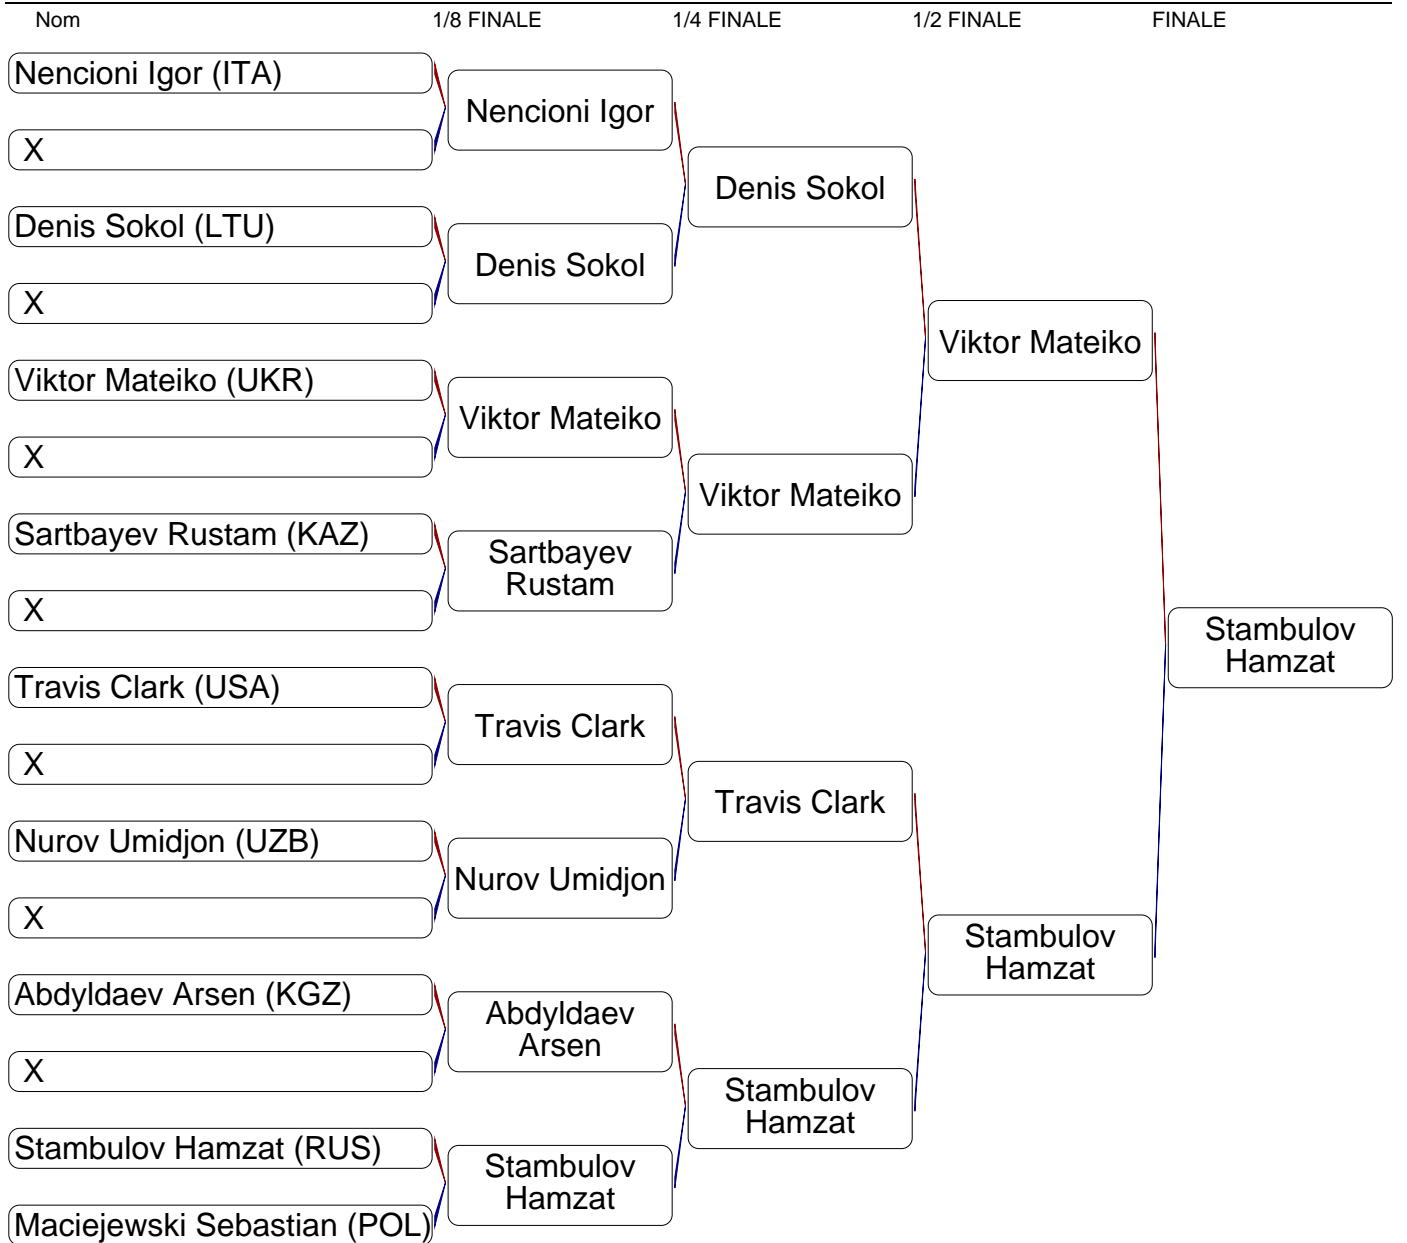 Nom 1/8 FINALE 1/4 FINALE 1/2 FINALE FINALE
Nencioni Igor (ITA)
X
Denis Sokol (LTU)
X
Viktor Mateiko (UKR)
X
Sartbayev Rustam (KAZ)
X
Travis Clark (USA)
X
Nurov Umidjon (UZB)
X
Abdyldaev Arsen (KGZ)
X
Stambulov Hamzat (RUS)
Maciejewski Sebastian (POL)
Nencioni Igor
Denis Sokol
Viktor Mateiko
Sartbayev
Rustam
Travis Clark
Nurov Umidjon
Abdyldaev
Arsen
Stambulov
Hamzat
Denis Sokol
Viktor Mateiko
Travis Clark
Stambulov
Hamzat
Viktor Mateiko
Stambulov
Hamzat
Stambulov
Hamzat